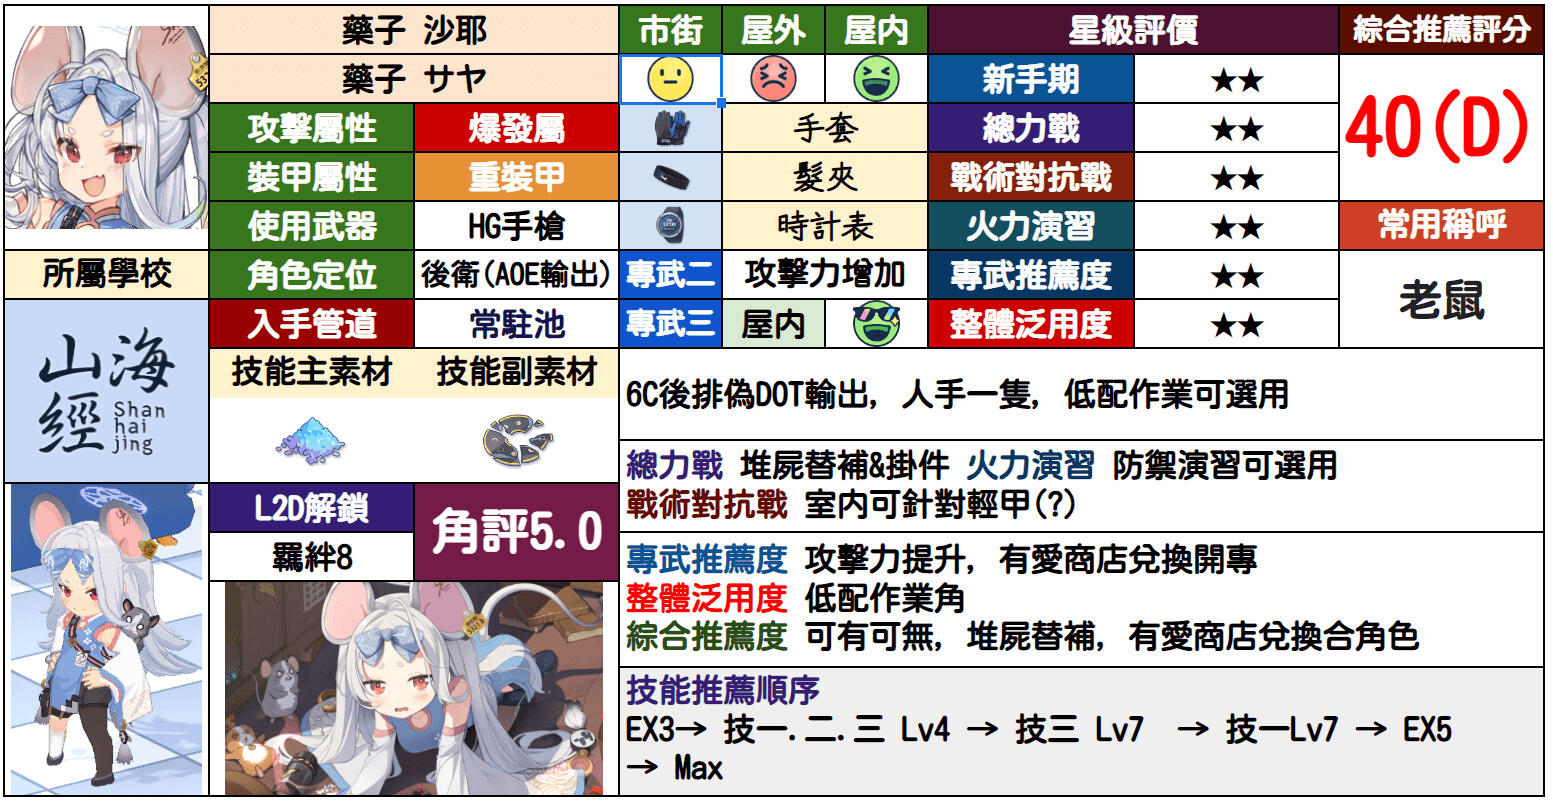 藥子 沙耶
市街
屋外
屋内
星級評價
綜合推薦評分
藥子 サヤ
新手期
★★
40(D)
攻擊屬性
爆發屬
手套
總力戰
★★
裝甲屬性
重裝甲
髮夾
戰術對抗戰
★★
使用武器
HG手槍
時計表
火力演習
★★
常用稱呼
所屬學校
角色定位
後衛(AOE輸出)
專武二
攻擊力增加
專武推薦度
★★
老鼠
入手管道
常駐池
專武三
屋内
整體泛用度
★★
山海
經
Shan
hai
jing
技能主素材
技能副素材
6C後排偽DOT輸出, 人手一隻, 低配作業可選用
總力戰 堆屍替補&掛件 火力演習 防禦演習可選用
戰術對抗戰 室内可針對輕甲(?)
L2D解鎖
角評5.0
羈絆8
專武推薦度 攻擊力提升, 有愛商店兌換開專
整體泛用度 低配作業角
綜合推薦度 可有可無, 堆屍替補, 有愛商店兌換合角色
技能推薦順序
EX3→ 技一.二.三 Lv4 → 技三 Lv7 → 技一Lv7 → EX5
→ Max